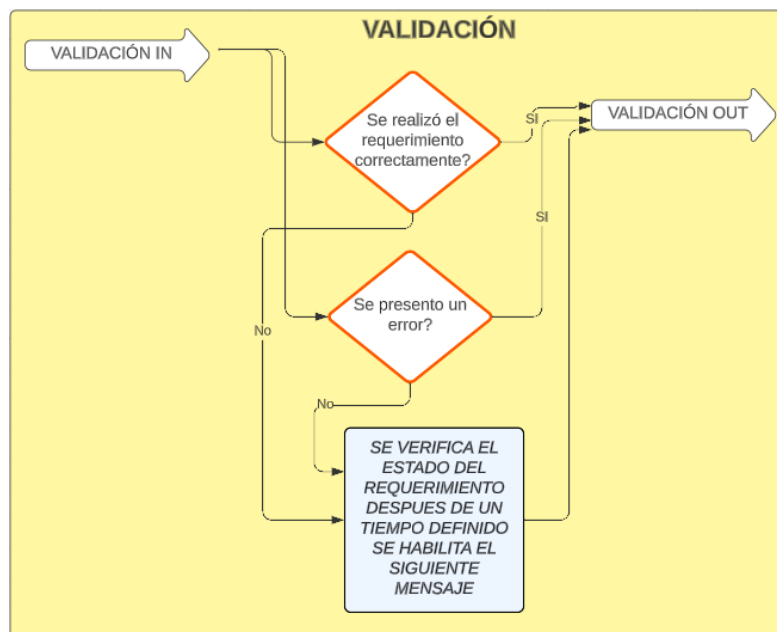 VALIDACIÓN
VALIDACIÓN IN
Se realizó el
requerimiento
correctamente?
SI
VALIDACIÓN OUT
SI
Se presento un
error?
No
No
SE VERIFICA EL
ESTADO DEL
REQUERIMIENTO
DESPUES DE UN
TIEMPO DEFINIDO
SE HABILITA EL
SIGUIENTE
MENSAJE